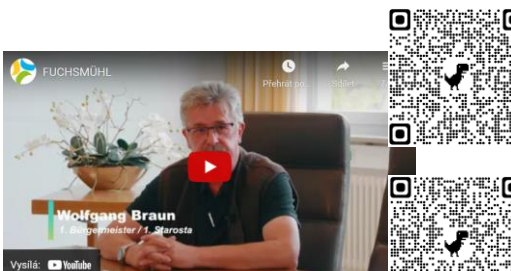 FUCHSMÜHL
Přehrát po...
Sdílet
Wolfgang Braun
1. Bürgermeister / 1. Starosta
Vysílá: YouTube